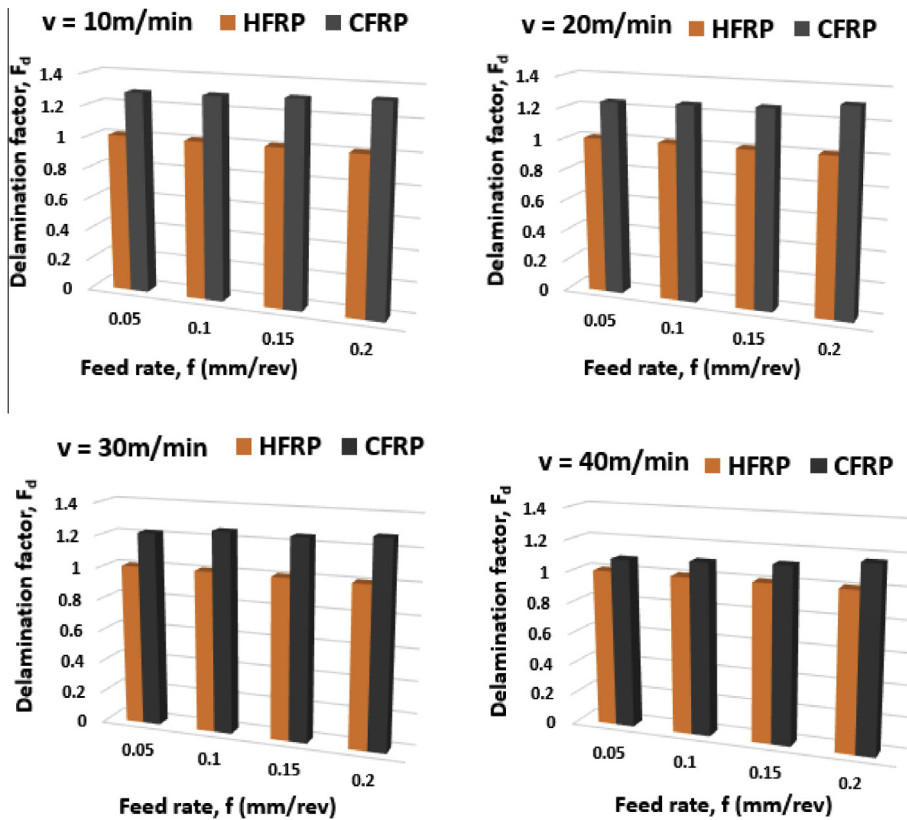 v = 10m/min HFRP CFRP
Delamination factor, Fd
1.4
1.2
1
0.8
0.6
0.4
0.2
0
0.05 0.1 0.15 0.2
Feed rate, f (mm/rev)
v = 20m/min HFRP CFRP
Delamination factor, Fd
1.4
1.2
1
0.8
0.6
0.4
0.2
0
0.05 0.1 0.15 0.2
Feed rate, f (mm/rev)
v = 30m/min HFRP CFRP
Delamination factor, Fd
1.4
1.2
1
0.8
0.6
0.4
0.2
0
0.05 0.1 0.15 0.2
Feed rate, f (mm/rev)
v = 40m/min HFRP CFRP
Delamination factor, Fd
1.4
1.2
1
0.8
0.6
0.4
0.2
0
0.05 0.1 0.15 0.2
Feed rate, f (mm/rev)